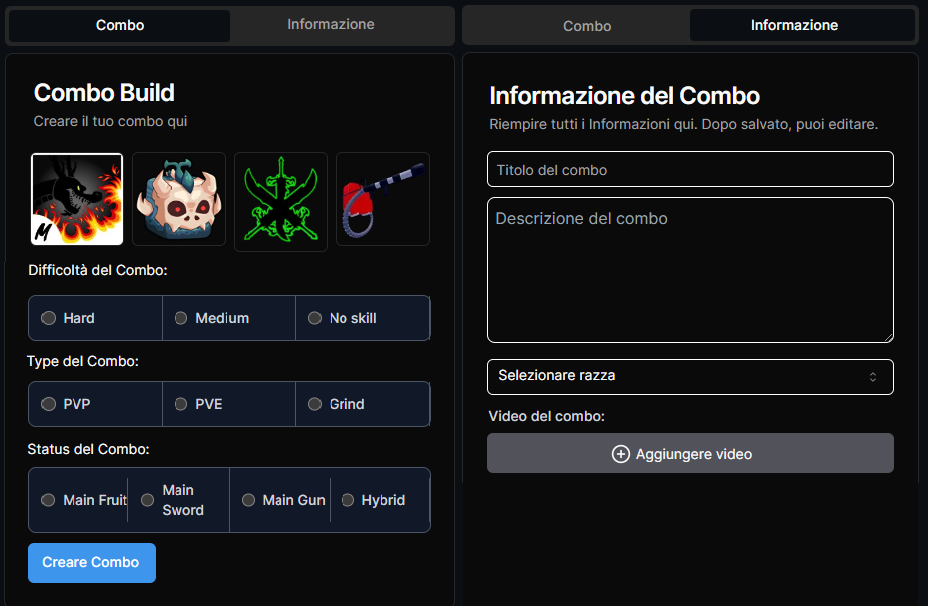 Combo
Informazione
Combo Build
Creare il tuo combo qui
M
Difficoltà del Combo:
Hard
Medium
No skill
Type del Combo:
PVP
PVE
Grind
Status del Combo:
Main Fruit
Main
Sword
Main Gun
Hybrid
Creare Combo
Combo
Informazione
Informazione del Combo
Riempire tutti i Informazioni qui. Dopo salvato, puoi editare.
Titolo del combo
Descrizione del combo
Selezionare razza
Video del combo:
Aggiungere video